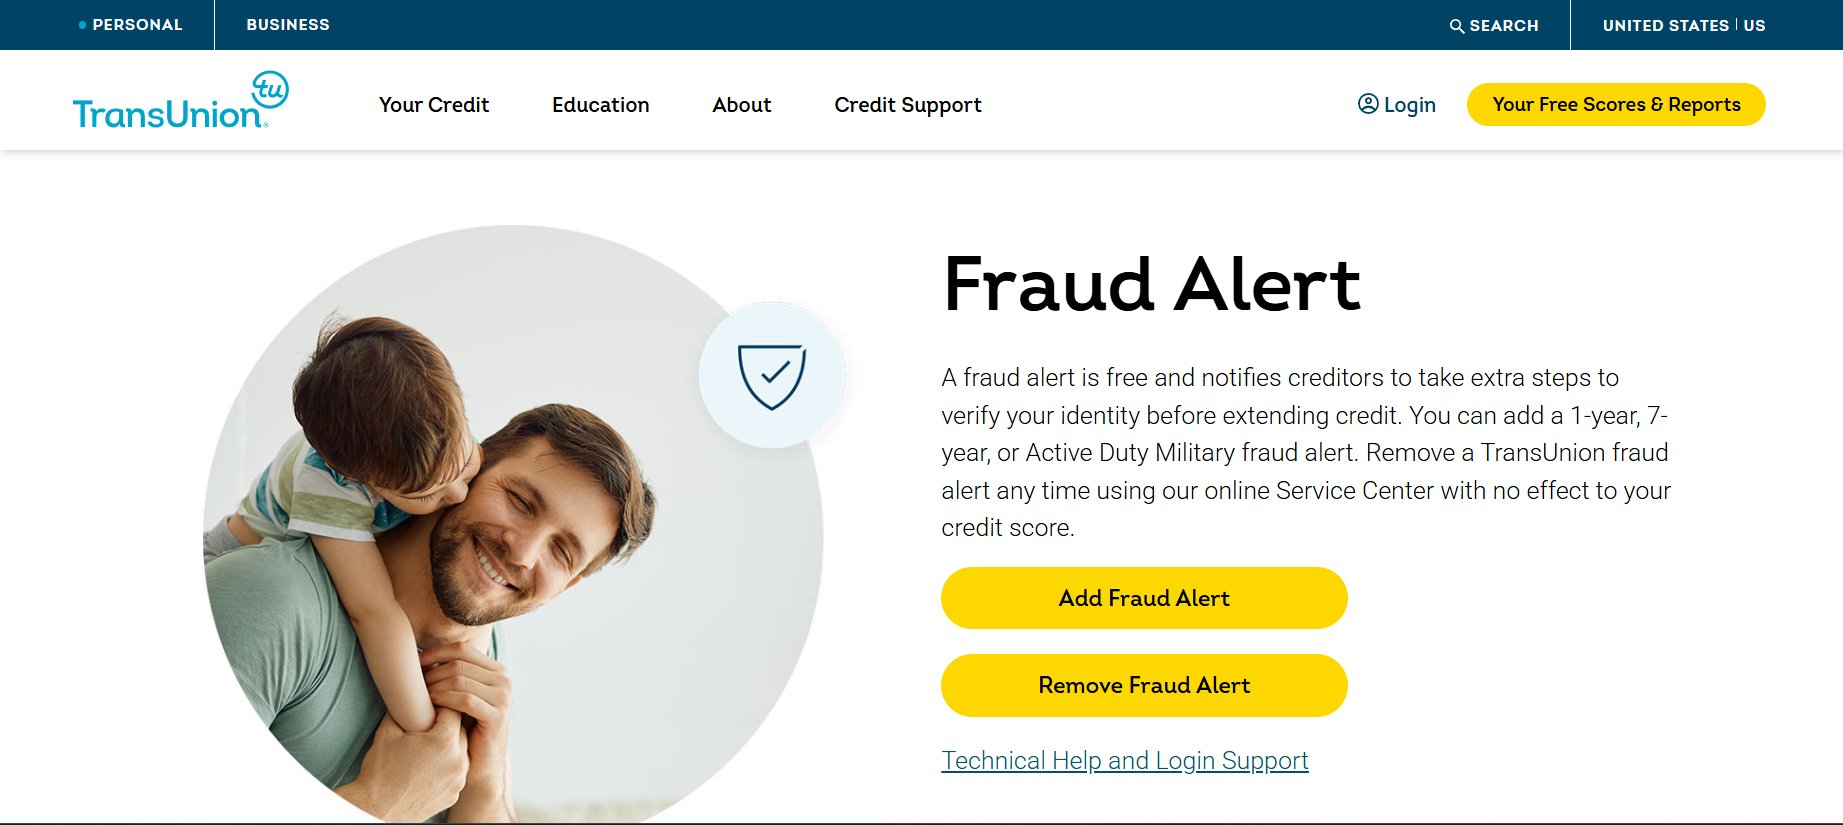 PERSONAL
BUSINESS
SEARCH
UNITED STATES | US
TransUnion®
tu
Your Credit
Education
About
Credit Support
Login
Your Free Scores & Reports
Fraud Alert
A fraud alert is free and notifies creditors to take extra steps to
verify your identity before extending credit. You can add a 1-year, 7-
year, or Active Duty Military fraud alert. Remove a TransUnion fraud
alert any time using our online Service Center with no effect to your
credit score.
Add Fraud Alert
Remove Fraud Alert
Technical Help and Login Support